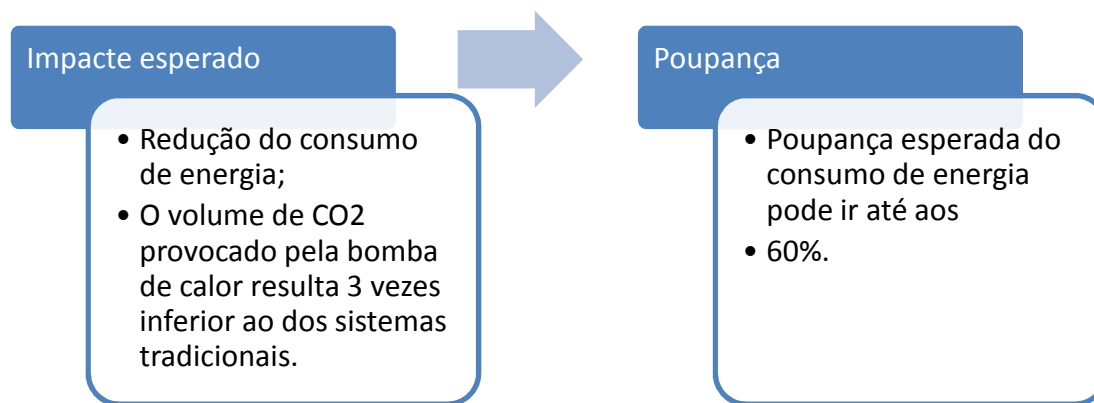 Impacte esperado
• Redução do consumo
de energia;
• O volume de CO2
provocado pela bomba
de calor resulta 3 vezes
inferior ao dos sistemas
tradicionais.
Poupança
• Poupança esperada do
consumo de energia
pode ir até aos
• 60%.